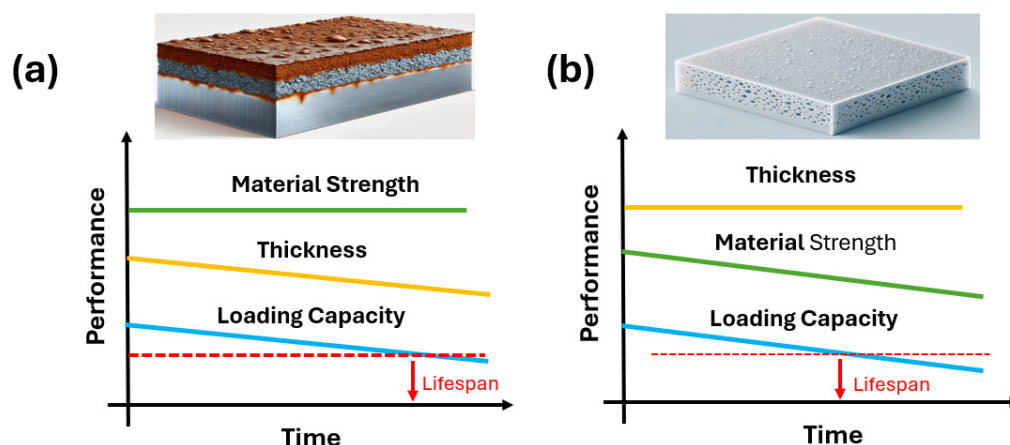 (a)
Performance
Material Strength
Thickness
Loading Capacity
Lifespan
Time
(b)
Performance
Thickness
Material Strength
Loading Capacity
Lifespan
Time